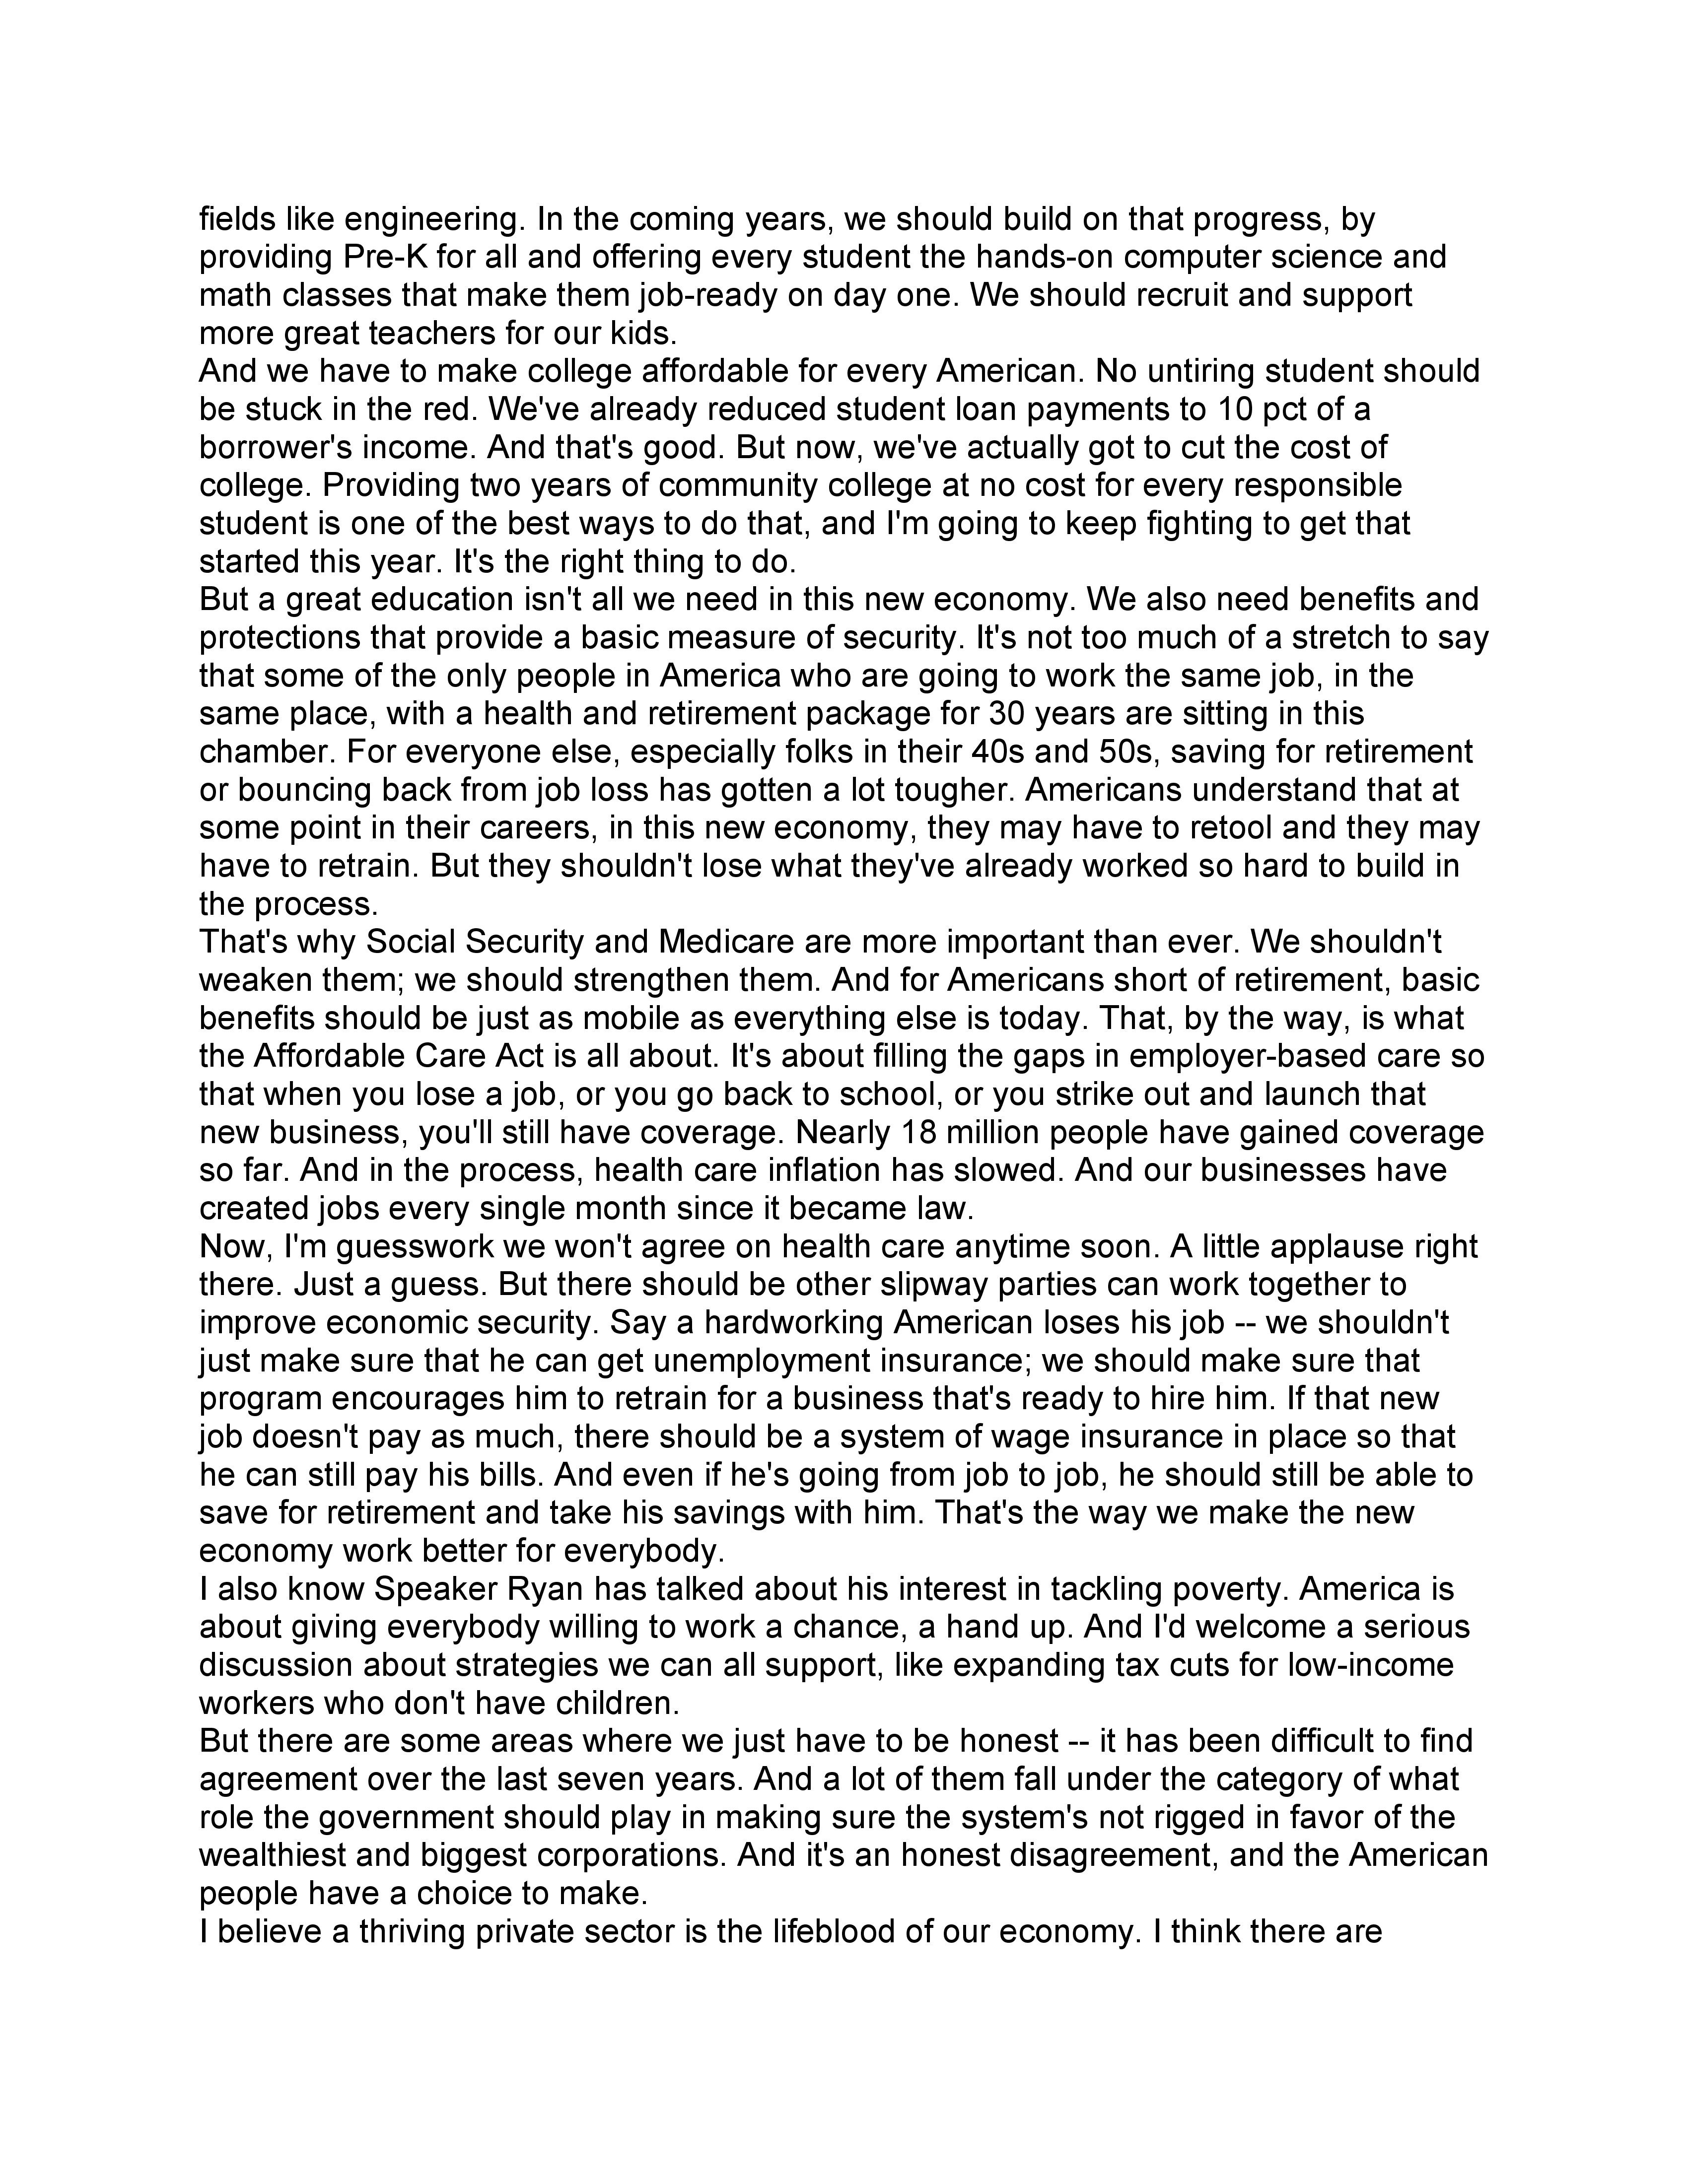 fields like engineering. In the coming years, we should build on that progress, by
providing Pre-K for all and offering every student the hands-on computer science and
math classes that make them job-ready on day one. We should recruit and support
more great teachers for our kids.
And we have to make college affordable for every American. No untiring student should
be stuck in the red. We've already reduced student loan payments to 10 pct of a
borrower's income. And that's good. But now, we've actually got to cut the cost of
college. Providing two years of community college at no cost for every responsible
student is one of the best ways to do that, and I'm going to keep fighting to get that
started this year. It's the right thing to do.
But a great education isn't all we need in this new economy. We also need benefits and
protections that provide a basic measure of security. It's not too much of a stretch to say
that some of the only people in America who are going to work the same job, in the
same place, with a health and retirement package for 30 years are sitting in this
chamber. For everyone else, especially folks in their 40s and 50s, saving for retirement
or bouncing back from job loss has gotten a lot tougher. Americans understand that at
some point in their careers, in this new economy, they may have to retool and they may
have to retrain. But they shouldn't lose what they've already worked so hard to build in
the process.
That's why Social Security and Medicare are more important than ever. We shouldn't
weaken them; we should strengthen them. And for Americans short of retirement, basic
benefits should be just as mobile as everything else is today. That, by the way, is what
the Affordable Care Act is all about. It's about filling the gaps in employer-based care so
that when you lose a job, or you go back to school, or you strike out and launch that
new business, you'll still have coverage. Nearly 18 million people have gained coverage
so far. And in the process, health care inflation has slowed. And our businesses have
created jobs every single month since it became law.
Now, I'm guesswork we won't agree on health care anytime soon. A little applause right
there. Just a guess. But there should be other slipway parties can work together to
improve economic security. Say a hardworking American loses his job -- we shouldn't
just make sure that he can get unemployment insurance; we should make sure that
program encourages him to retrain for a business that's ready to hire him. If that new
job doesn't pay as much, there should be a system of wage insurance in place so that
he can still pay his bills. And even if he's going from job to job, he should still be able to
save for retirement and take his savings with him. That's the way we make the new
economy work better for everybody.
I also know Speaker Ryan has talked about his interest in tackling poverty. America is
about giving everybody willing to work a chance, a hand up. And I'd welcome a serious
discussion about strategies we can all support, like expanding tax cuts for low-income
workers who don't have children.
But there are some areas where we just have to be honest -- it has been difficult to find
agreement over the last seven years. And a lot of them fall under the category of what
role the government should play in making sure the system's not rigged in favor of the
wealthiest and biggest corporations. And it's an honest disagreement, and the American
people have a choice to make.
I believe a thriving private sector is the lifeblood of our economy. I think there are